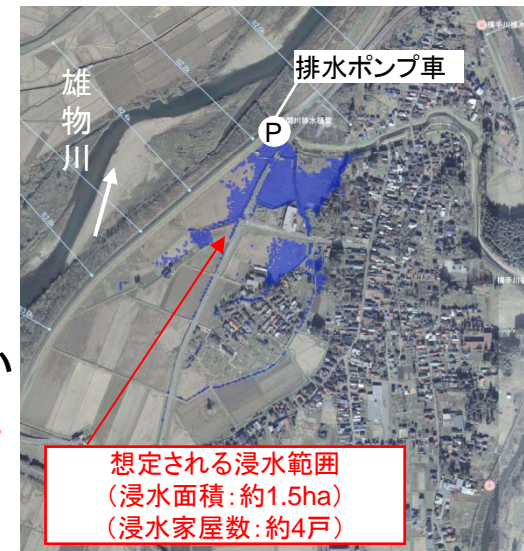 排水ポンプ車
P
雄物川
い
想定される浸水範囲
（浸水面積：約1.5ha）
（浸水家屋数：約4戸）